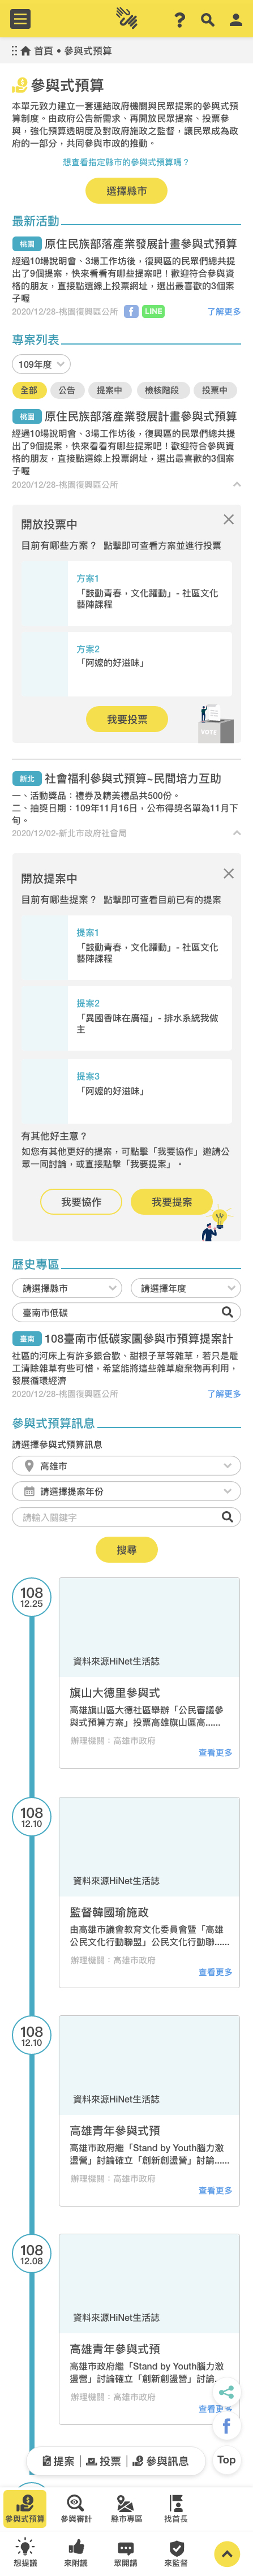 首頁 • 參與式預算
參與式預算
本單元致力建立一套連結政府機關與民眾提案的參與式預
算制度。由政府公告新需求、再開放民眾提案、投票參
與，強化預算透明度及對政府施政之監督，讓民眾成為政
府的一部分，共同參與市政的推動。
想查看指定縣市的參與式預算嗎？
選擇縣市
最新活動
桃園 原住民族部落產業發展計畫參與式預算
經過10場說明會、3場工作坊後，復興區的民眾們總共提
出了9個提案，快來看看有哪些提案吧！歡迎符合參與資
格的朋友，直接點選線上投票網址，選出最喜歡的3個案
子喔
2020/12/28-桃園復興區公所 f LINE 了解更多
專案列表
109年度
全部 公告 提案中 檢核階段 投票中
桃園 原住民族部落產業發展計畫參與式預算
經過10場說明會、3場工作坊後，復興區的民眾們總共提
出了9個提案，快來看看有哪些提案吧！歡迎符合參與資
格的朋友，直接點選線上投票網址，選出最喜歡的3個案
子喔
2020/12/28-桃園復興區公所
開放投票中
目前有哪些方案？ 點擊即可查看方案並進行投票
方案1
「鼓動青春，文化躍動」- 社區文化
藝陣課程
方案2
「阿嬤的好滋味」
我要投票
VOTE
新北 社會福利參與式預算~民間培力互助
一、活動獎品：禮券及精美禮品共500份。
二、抽獎日期：109年11月16日，公布得獎名單為11月下
旬。
2020/12/02-新北市政府社會局
開放提案中
目前有哪些提案？ 點擊即可查看目前已有的提案
提案1
「鼓動青春，文化躍動」- 社區文化
藝陣課程
提案2
「異國香味在廣福」- 排水系統我做
主
提案3
「阿嬤的好滋味」
有其他好主意？
如您有其他更好的提案，可點擊「我要協作」邀請公
眾一同討論，或直接點擊「我要提案」。
我要協作 我要提案
歷史專區
請選擇縣市 請選擇年度
臺南市低碳
臺南 108臺南市低碳家園參與市預算提案計
社區的河床上有許多銀合歡、甜根子草等雜草，若只是雇
工清除雜草有些可惜，希望能將這些雜草廢棄物再利用，
發展循環經濟
2020/12/28-桃園復興區公所 了解更多
參與式預算訊息
請選擇參與式預算訊息
高雄市
請選擇提案年份
請輸入關鍵字
搜尋
108
12.25
資料來源HiNet生活誌
旗山大德里參與式
高雄旗山區大德社區舉辦「公民審議參
與式預算方案」投票高雄旗山區高......
辦理機關：高雄市政府
查看更多
108
12.10
資料來源HiNet生活誌
監督韓國瑜施政
由高雄市議會教育文化委員會暨「高雄
公民文化行動聯盟」公民文化行動聯......
辦理機關：高雄市政府
查看更多
108
12.10
資料來源HiNet生活誌
高雄青年參與式預
高雄市政府繼「Stand by Youth腦力激
盪營」討論確立「創新創盪營」討論......
辦理機關：高雄市政府
查看更多
108
12.08
資料來源HiNet生活誌
高雄青年參與式預
高雄市政府繼「Stand by Youth腦力激
盪營」討論確立「創新創盪營」討論.
辦理機關：高雄市政府
查看更
f
提案 | 投票 | 參與訊息 Top
參與式預算 參與審計 縣市專區 找首長
想提議 來附議 眾開講 來監督